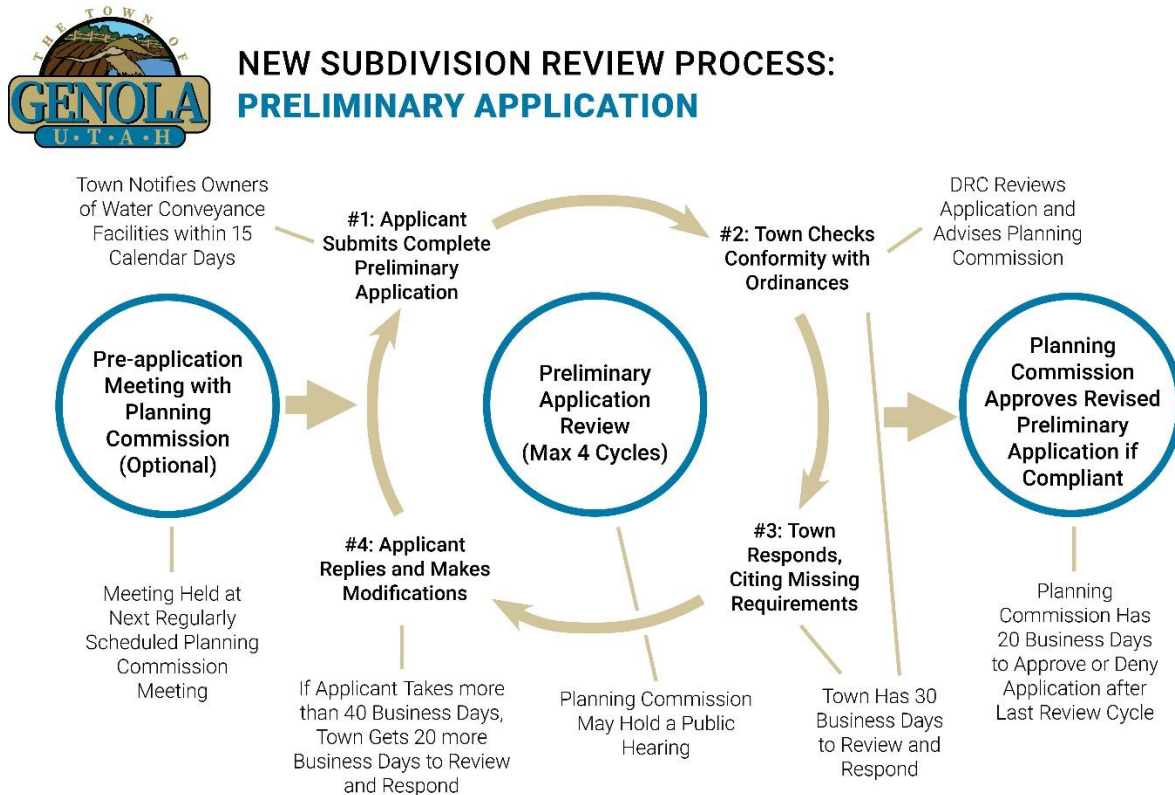 THE TOWN OF
GENOLA
U·T·A·H
NEW SUBDIVISION REVIEW PROCESS:
PRELIMINARY APPLICATION
Town Notifies Owners
of Water Conveyance
Facilities within 15
Calendar Days
#1: Applicant
Submits Complete
Preliminary
Application
#2: Town Checks
Conformity with
Ordinances
DRC Reviews
Application and
Advises Planning
Commission
Pre-application
Meeting with
Planning
Commission
(Optional)
Preliminary
Application
Review
(Max 4 Cycles)
Planning
Commission
Approves Revised
Preliminary
Application if
Compliant
#4: Applicant
Replies and Makes
Modifications
#3: Town
Responds,
Citing Missing
Requirements
Meeting Held at
Next Regularly
Scheduled Planning
Commission
Meeting
If Applicant Takes more
than 40 Business Days,
Town Gets 20 more
Business Days to Review
and Respond
Planning Commission
May Hold a Public
Hearing
Town Has 30
Business Days
to Review and
Respond
Planning
Commission Has
20 Business Days
to Approve or Deny
Application after
Last Review Cycle